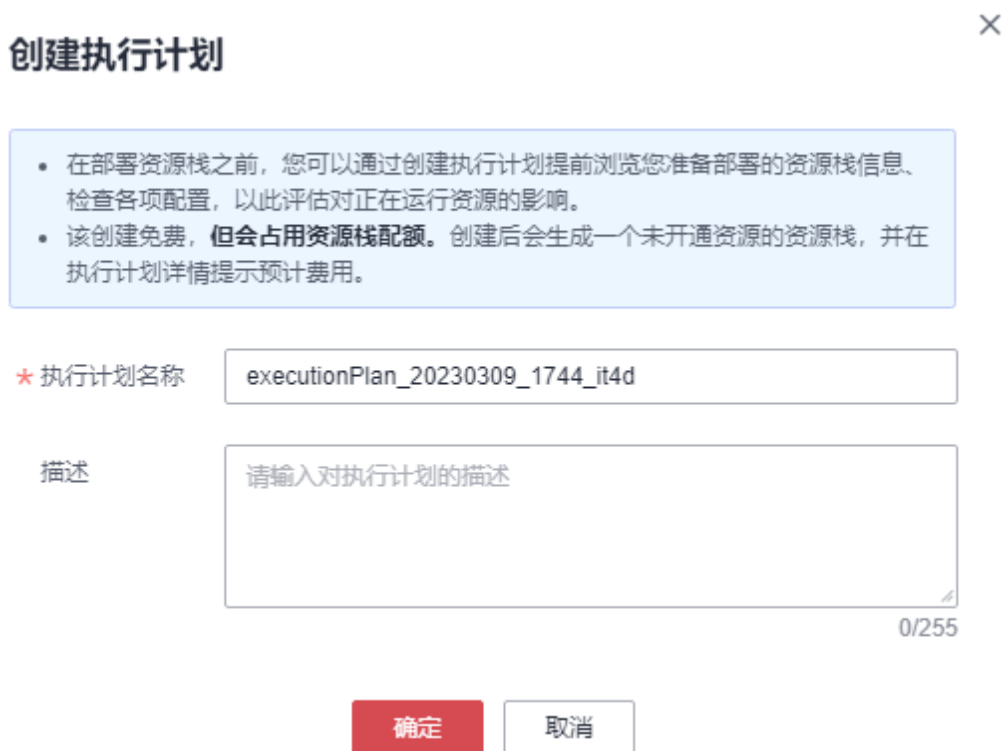 创建执行计划
在部署资源栈之前，您可以通过创建执行计划提前浏览您准备部署的资源栈信息、
检查各项配置，以此评估对正在运行资源的影响。
该创建免费，但会占用资源栈配额。创建后会生成一个未开通资源的资源栈，并在
执行计划详情提示预计费用。
* 执行计划名称 executionPlan_20230309_1744_it4d
描述 请输入对执行计划的描述
0/255
确定 取消